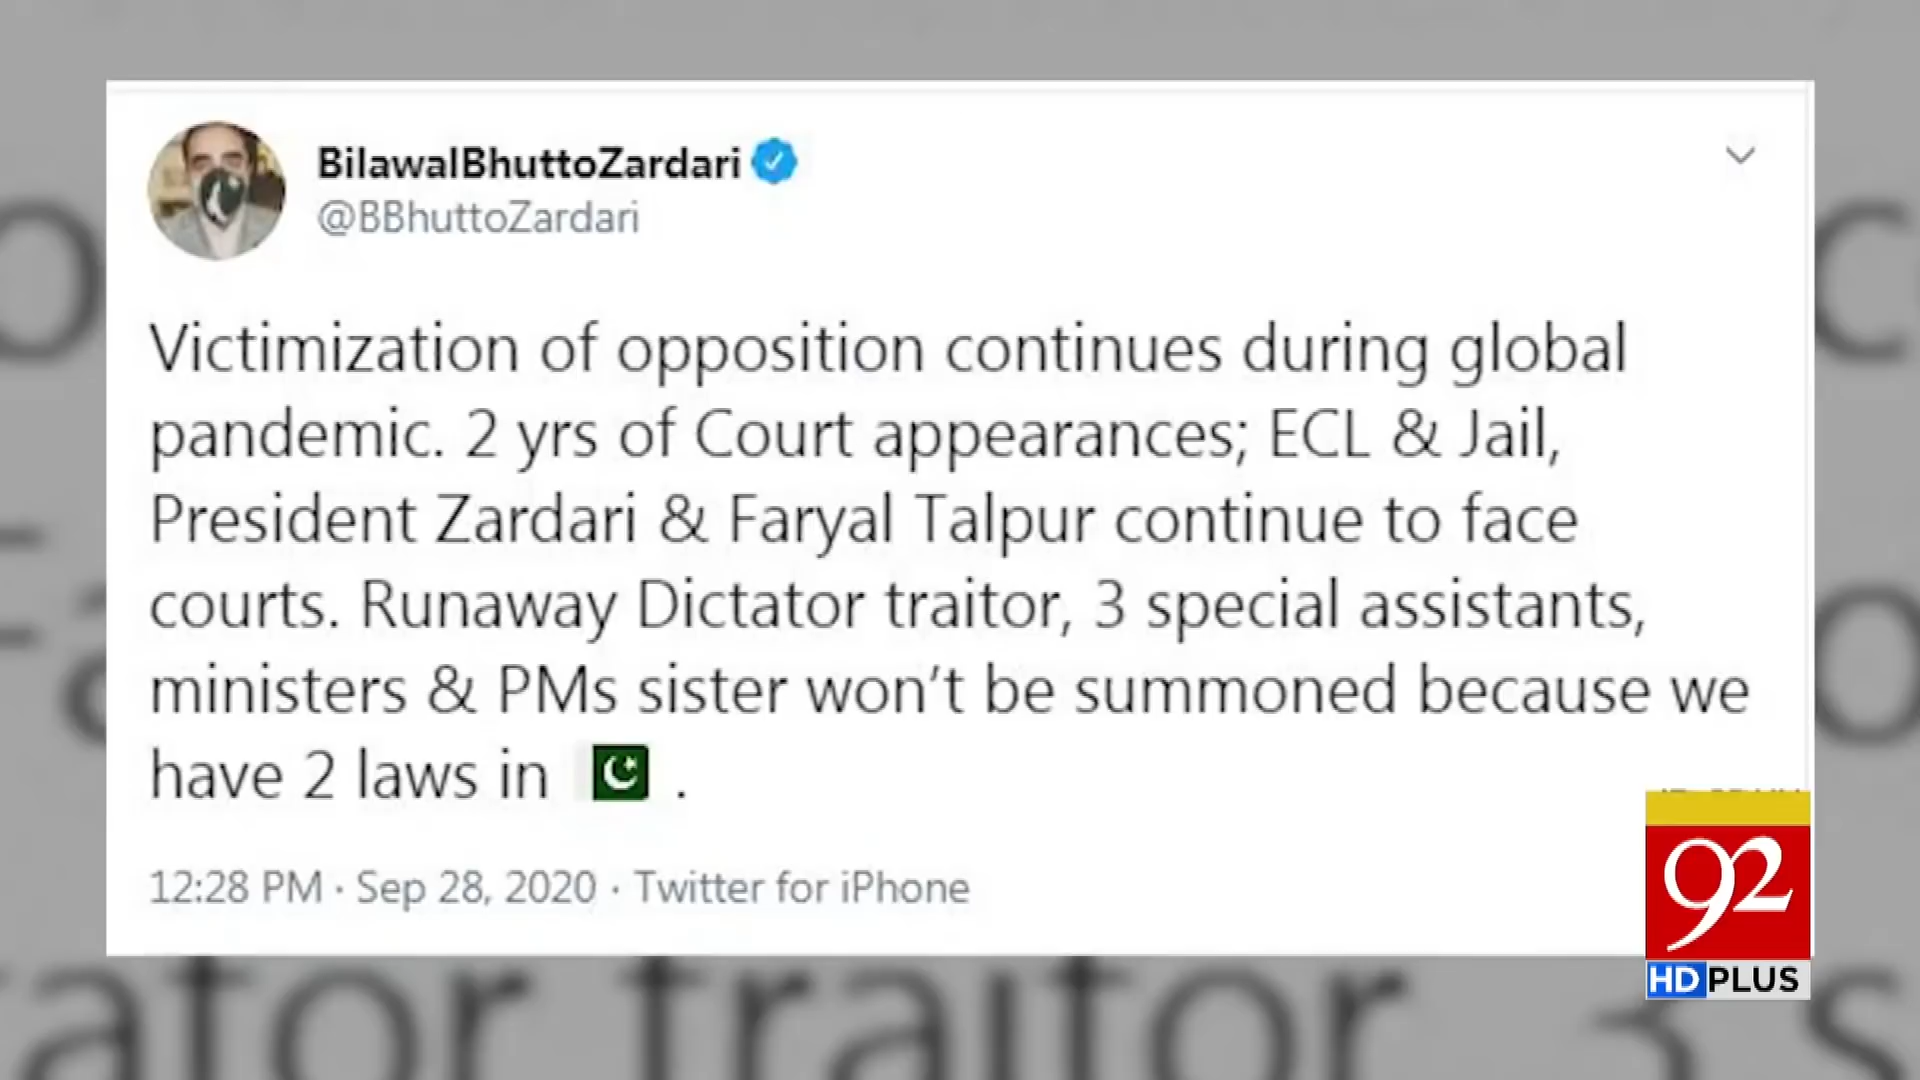 BilawalBhuttoZardari
@BBhuttoZardari
Victimization of opposition continues during global
pandemic. 2 yrs of Court appearances; ECL & Jail,
President Zardari & Faryal Talpur continue to face
courts. Runaway Dictator traitor, 3 special assistants,
ministers & PMs sister won’t be summoned because we
have 2 laws in 🇵🇰 .
12:28 PM · Sep 28, 2020 · Twitter for iPhone
92
HD PLUS